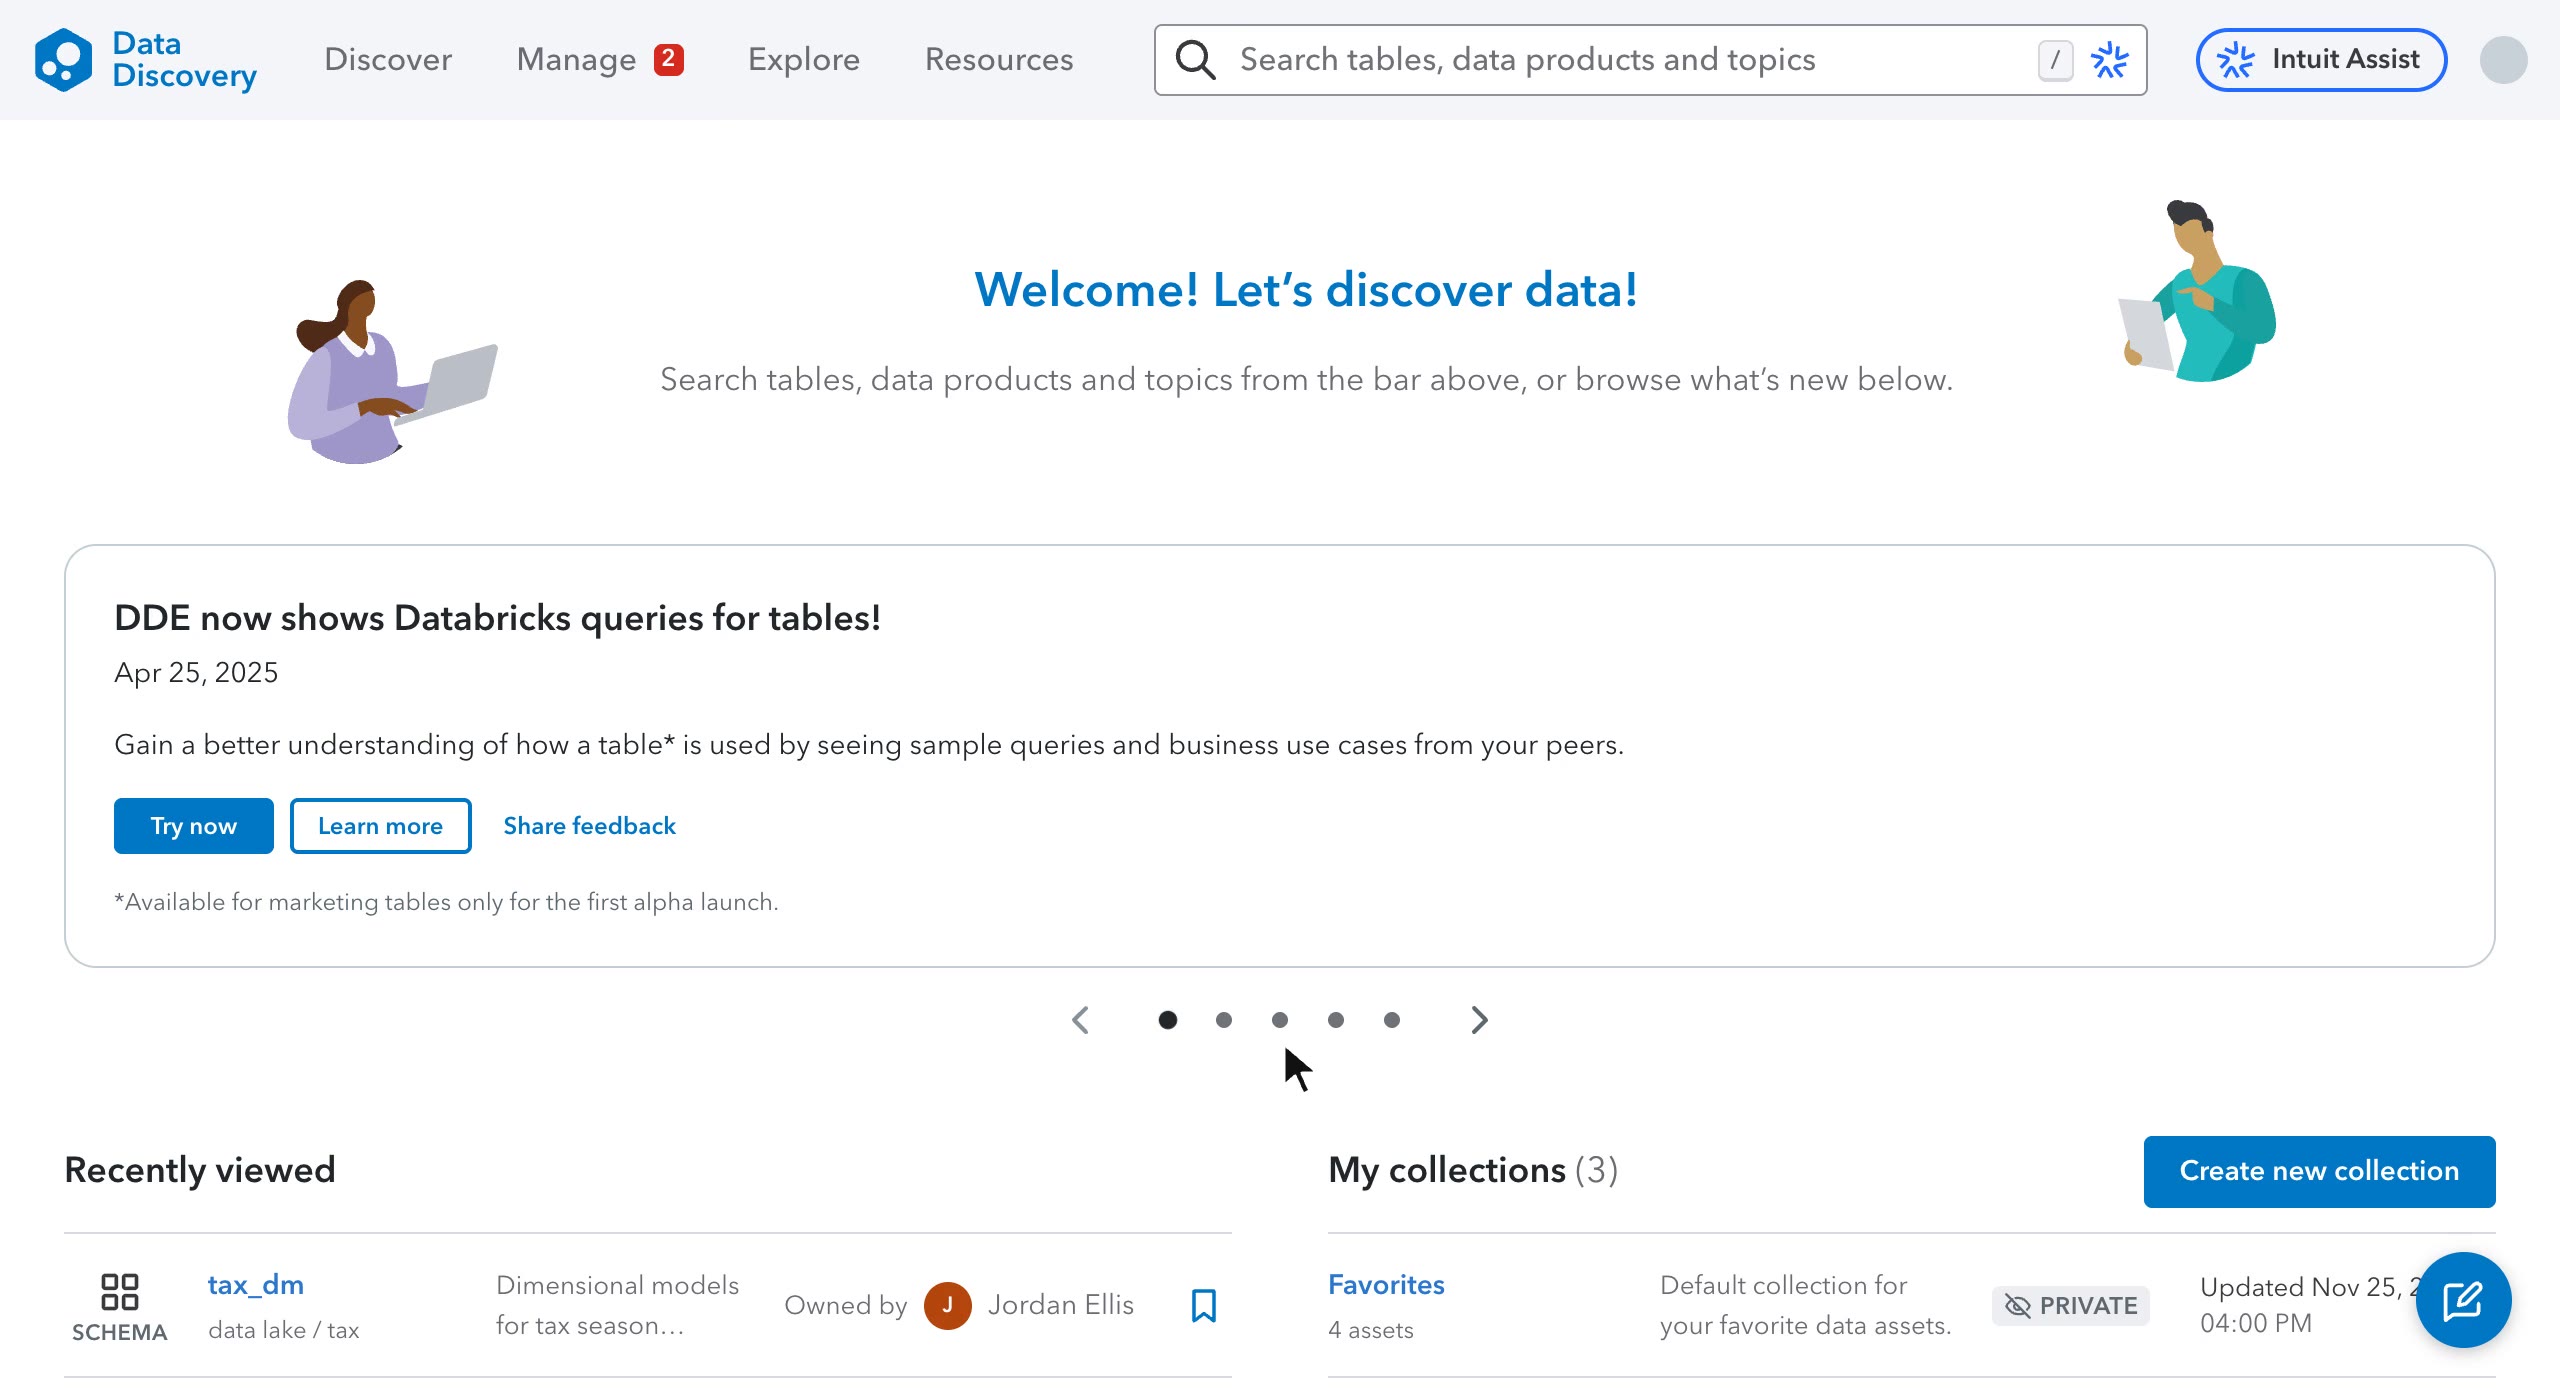 Data
Discovery
Discover
Manage 2
Explore
Resources
Search tables, data products and topics
/
Intuit Assist
Welcome! Let’s discover data!
Search tables, data products and topics from the bar above, or browse what’s new below.
DDE now shows Databricks queries for tables!
Apr 25, 2025
Gain a better understanding of how a table* is used by seeing sample queries and business use cases from your peers.
Try now
Learn more
Share feedback
*Available for marketing tables only for the first alpha launch.
Recently viewed
SCHEMA
tax_dm
data lake / tax
Dimensional models
for tax season…
Owned by
J
Jordan Ellis
My collections (3)
Create new collection
Favorites
4 assets
Default collection for
your favorite data assets.
PRIVATE
Updated Nov 25,
04:00 PM